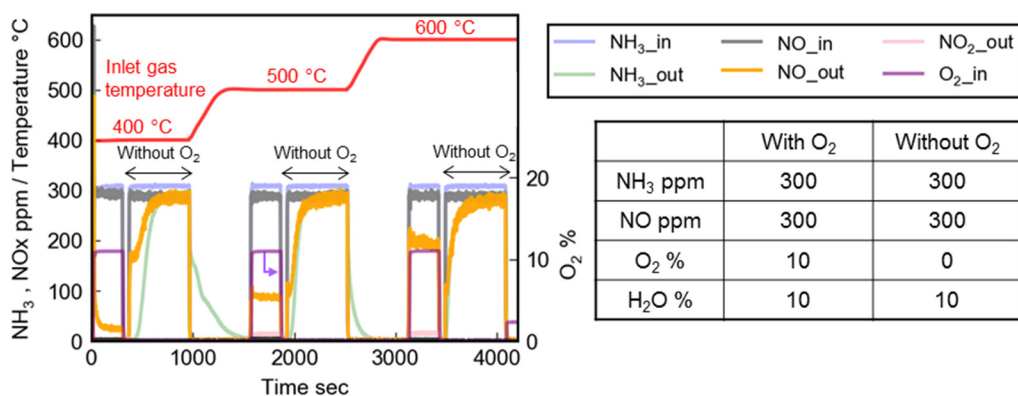 600 °C
600
500
400
300
200
100
0
Inlet gas
temperature
500 °C
400 °C
Without O₂
Without O₂
Without O₂
NH₃ , NOx ppm / Temperature °C
20
10
0
O₂ %
0
1000
2000
3000
4000
Time sec
NH₃_in
NO_in
NO₂_out
NH₃_out
NO_out
O₂_in
With O₂ Without O₂
NH₃ ppm 300 300
NO ppm 300 300
O₂ % 10 0
H₂O % 10 10